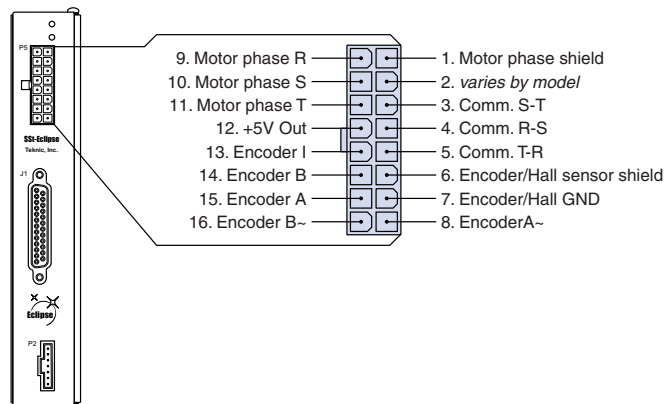 P5
SSt-Eclipse
Teknic, Inc.
J1
Eclipse
P2
9. Motor phase R
10. Motor phase S
11. Motor phase T
12. +5V Out
13. Encoder I
14. Encoder B
15. Encoder A
16. Encoder B~
1. Motor phase shield
2. varies by model
3. Comm. S-T
4. Comm. R-S
5. Comm. T-R
6. Encoder/Hall sensor shield
7. Encoder/Hall GND
8. EncoderA~